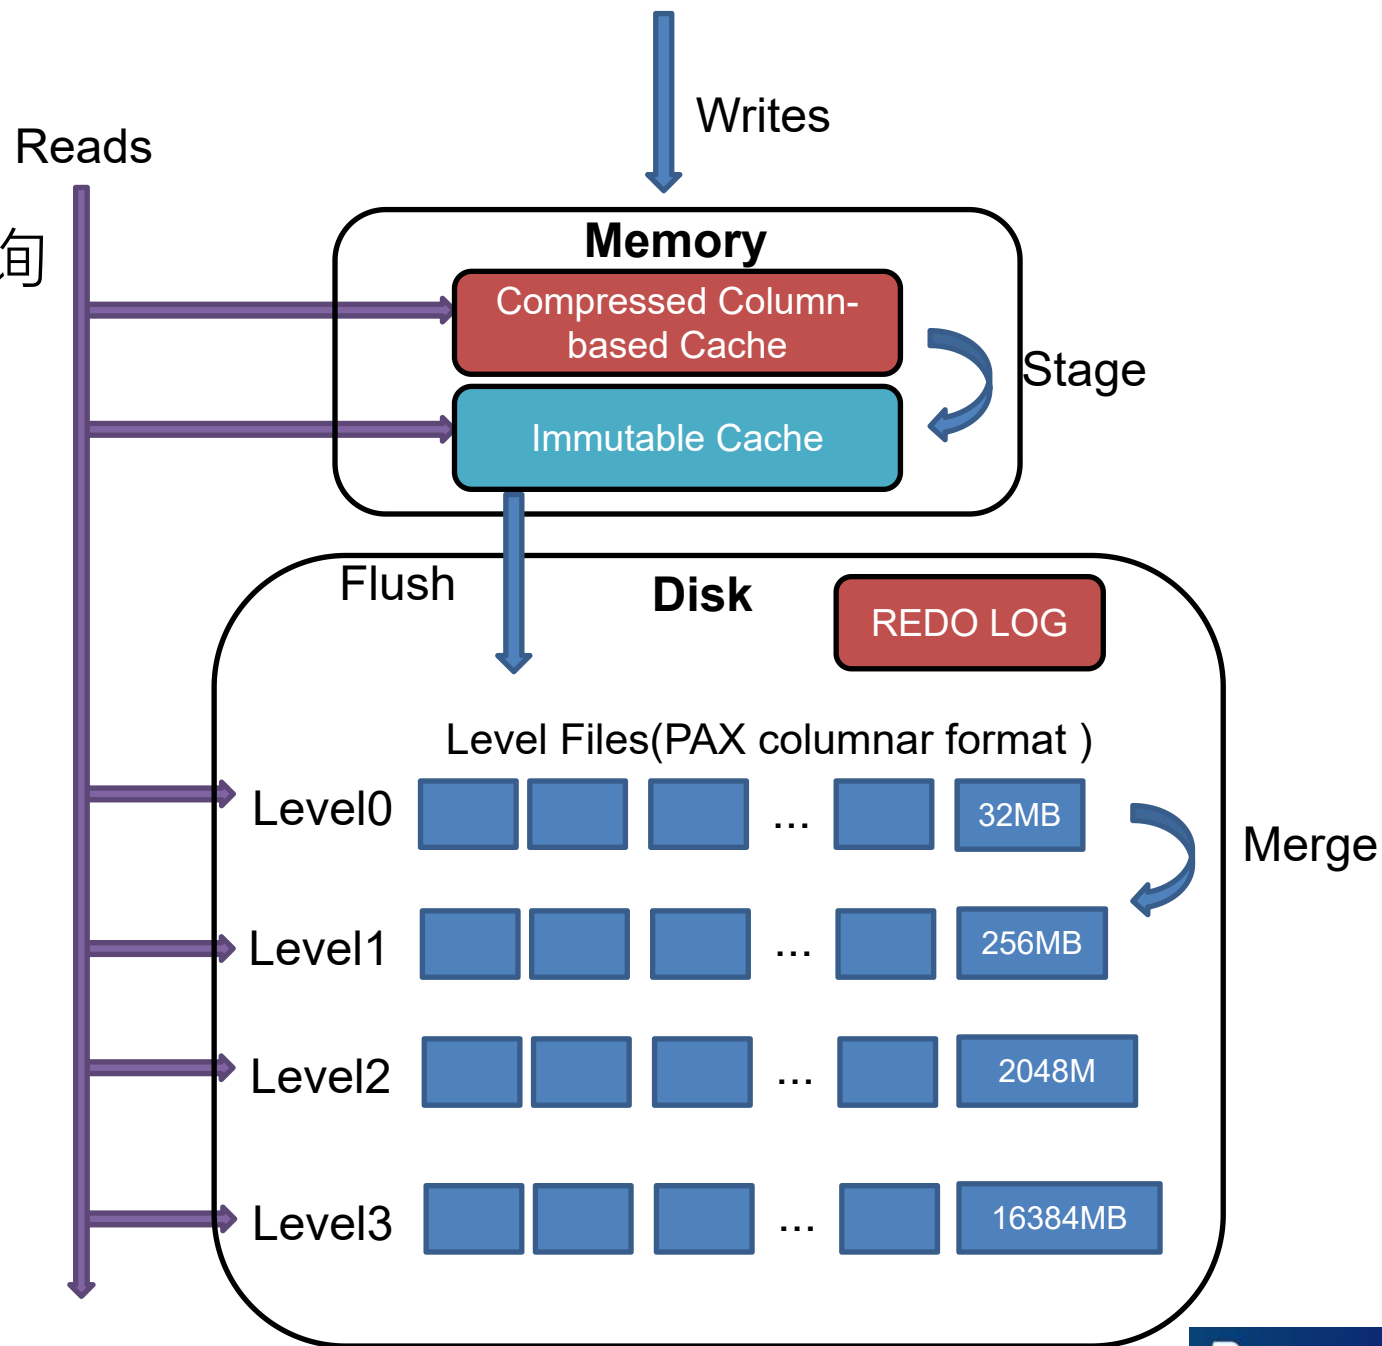 Writes
Reads
询
Memory
Compressed Column-
based Cache
Stage
Immutable Cache
Flush
Disk
REDO LOG
Level Files(PAX columnar format )
Level0 ... 32MB
Merge
Level1 ... 256MB
Level2 ... 2048M
Level3 ... 16384MB